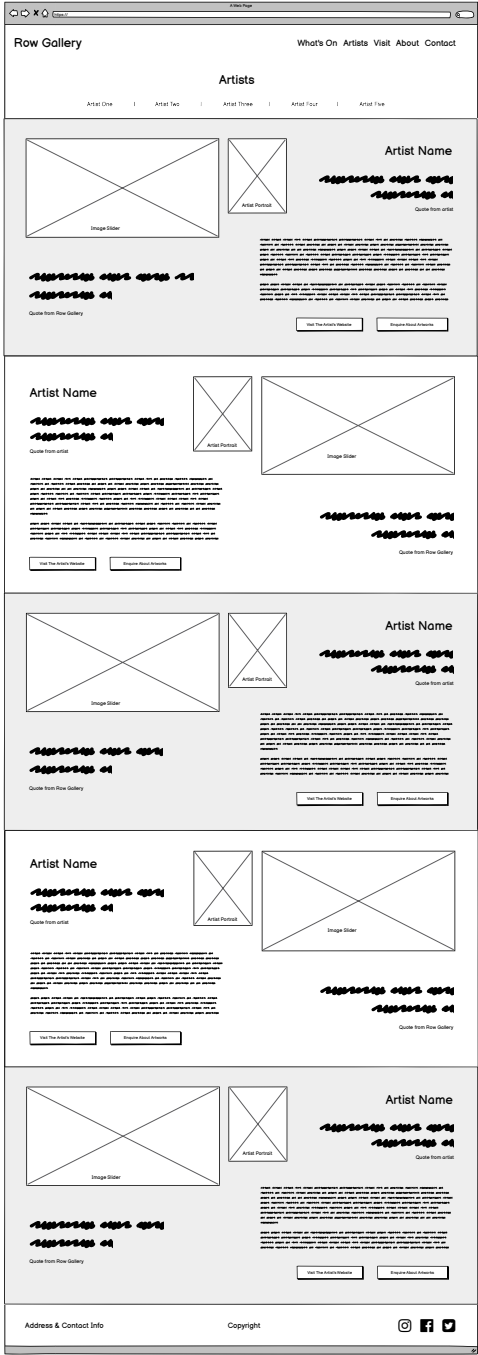 A Web Page
https://
Row Gallery
What's On Artists Visit About Contact
Artists
Artist One | Artist Two | Artist Three | Artist Four | Artist Five
Artist Name
Artist Portrait
Quote from artist
Image Slider
Quote from Row Gallery
Visit The Artist's Website Enquire About Artworks
Artist Name
Artist Portrait
Quote from artist
Image Slider
Quote from Row Gallery
Visit The Artist's Website Enquire About Artworks
Artist Name
Artist Portrait
Quote from artist
Image Slider
Quote from Row Gallery
Visit The Artist's Website Enquire About Artworks
Artist Name
Artist Portrait
Quote from artist
Image Slider
Quote from Row Gallery
Visit The Artist's Website Enquire About Artworks
Artist Name
Artist Portrait
Quote from artist
Image Slider
Quote from Row Gallery
Visit The Artist's Website Enquire About Artworks
Address & Contact Info Copyright